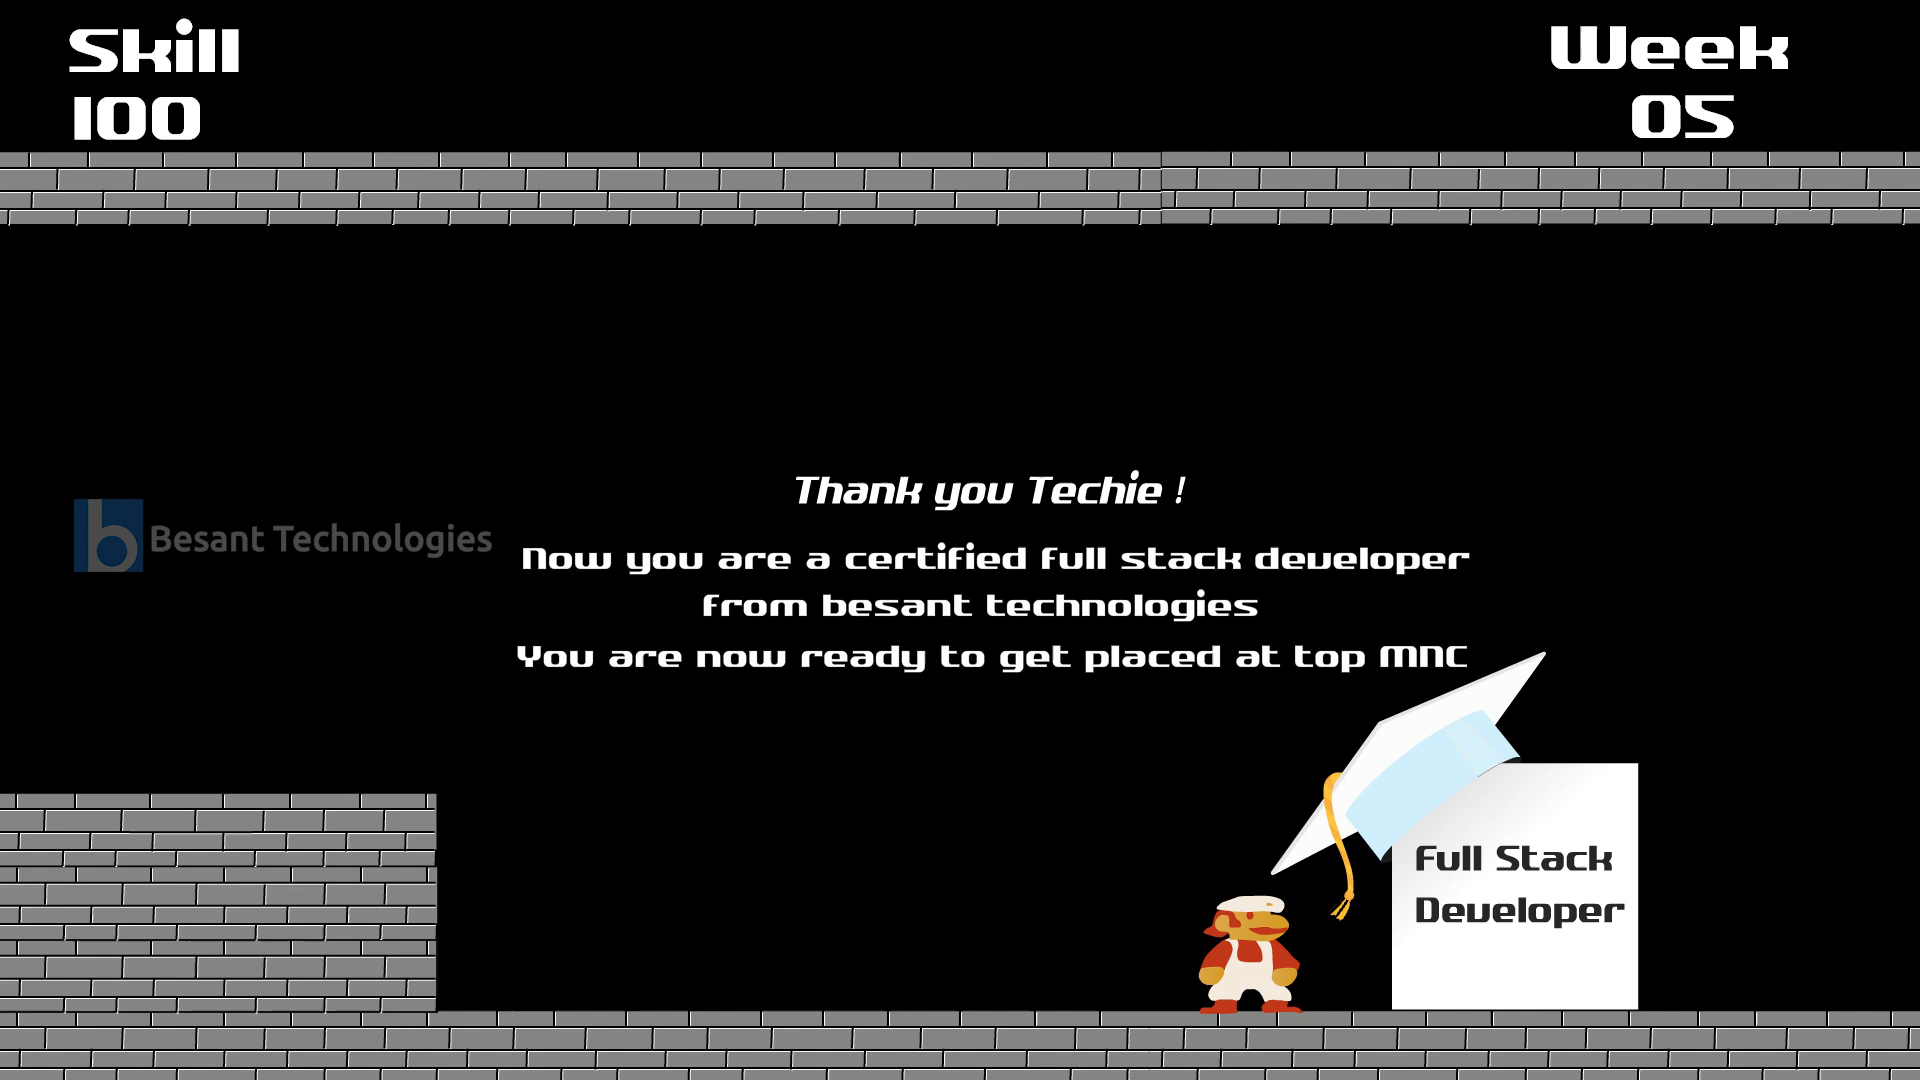 Skill
100
Week
05
Thank you Techie !
Besant Technologies
Now you are a certified full stack developer
from besant technologies
You are now ready to get placed at top MNC
Full Stack
Developer